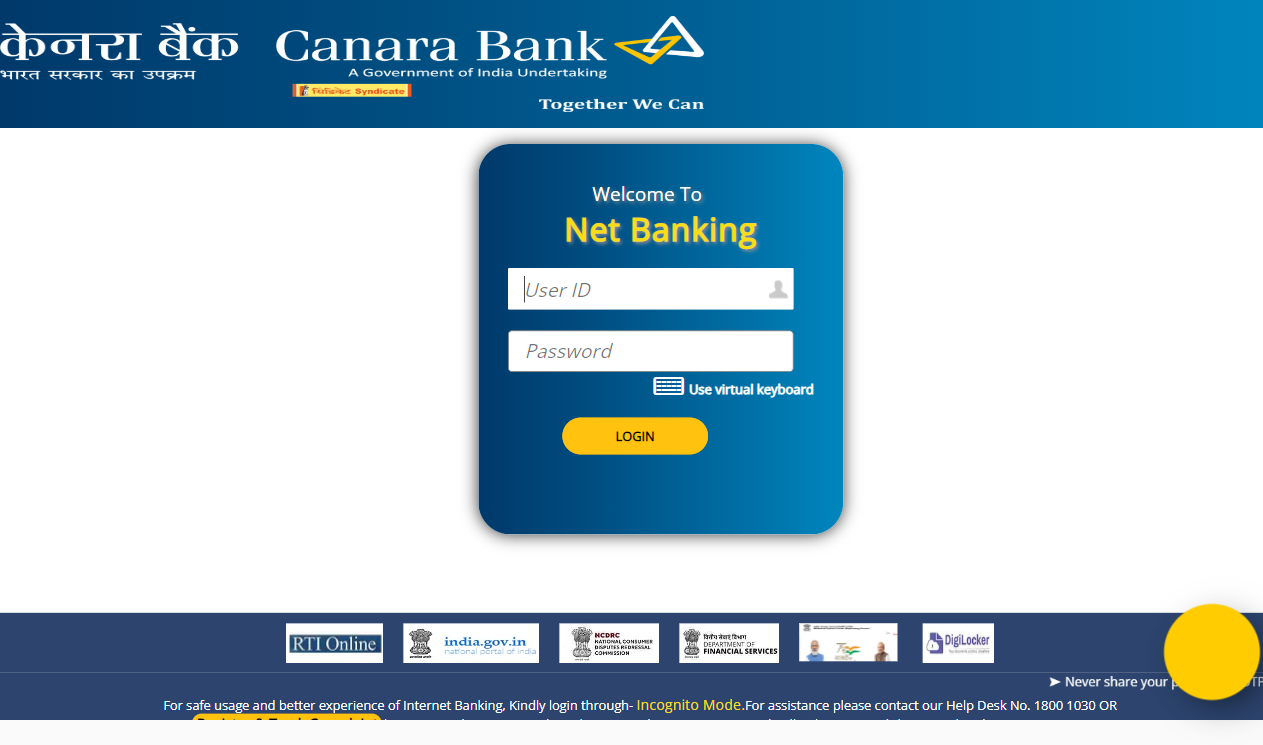 केनरा बैंक Canara Bank
भारत सरकार का उपक्रम A Government of India Undertaking
सिंडिकेट Syndicate
Together We Can
Welcome To
Net Banking
User ID
Password
Use virtual keyboard
LOGIN
RTI Online
india.gov.in
national portal of india
NCDRC
NATIONAL CONSUMER
DISPUTES REDRESSAL
COMMISSION
वित्तीय सेवाएं विभाग
DEPARTMENT OF
FINANCIAL SERVICES
DigiLocker
➤ Never share your
For safe usage and better experience of Internet Banking, Kindly login through- Incognito Mode.For assistance please contact our Help Desk No. 1800 1030 OR